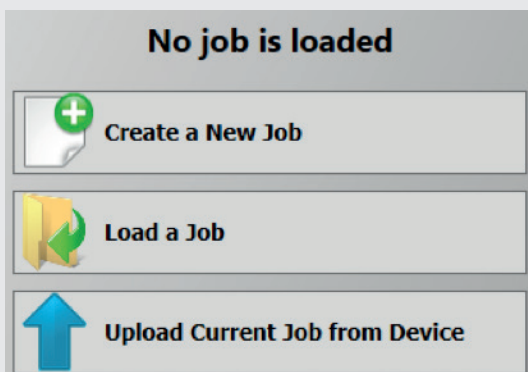 No job is loaded
Create a New Job
Load a Job
Upload Current Job from Device